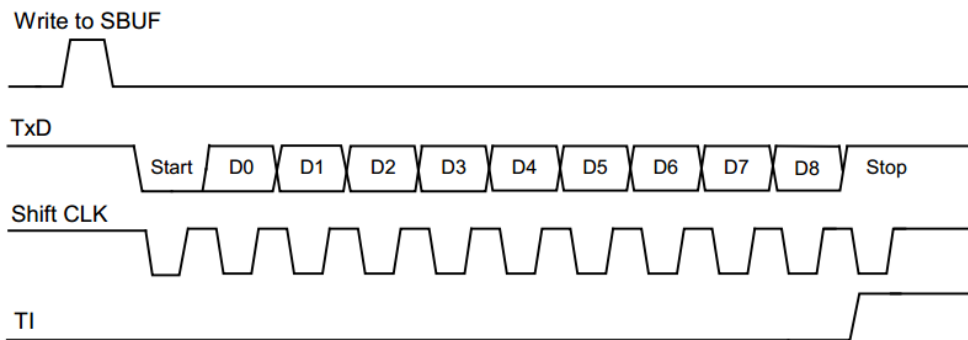 Write to SBUF
TxD
Start D0 D1 D2 D3 D4 D5 D6 D7 D8 Stop
Shift CLK
TI